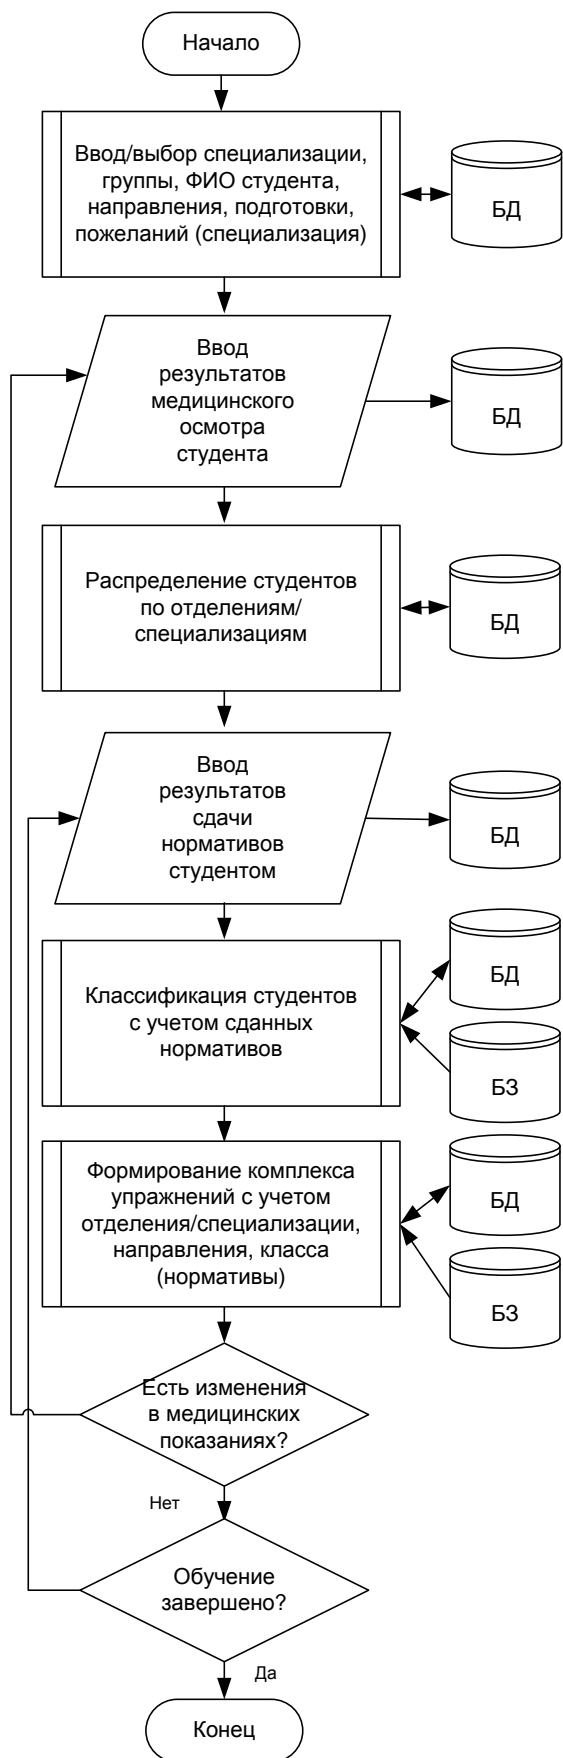 Начало
Ввод/выбор специализации,
группы, ФИО студента,
направления, подготовки,
пожеланий (специализация)
БД
Ввод
результатов
медицинского
осмотра
студента
БД
Распределение студентов
по отделениям/
специализациям
БД
Ввод
результатов
сдачи
нормативов
студентом
БД
Классификация студентов
с учетом сданных
нормативов
БД
БЗ
Формирование комплекса
упражнений с учетом
отделения/специализации,
направления, класса
(нормативы)
БД
БЗ
Есть изменения
в медицинских
показаниях?
Нет
Обучение
завершено?
Да
Конец